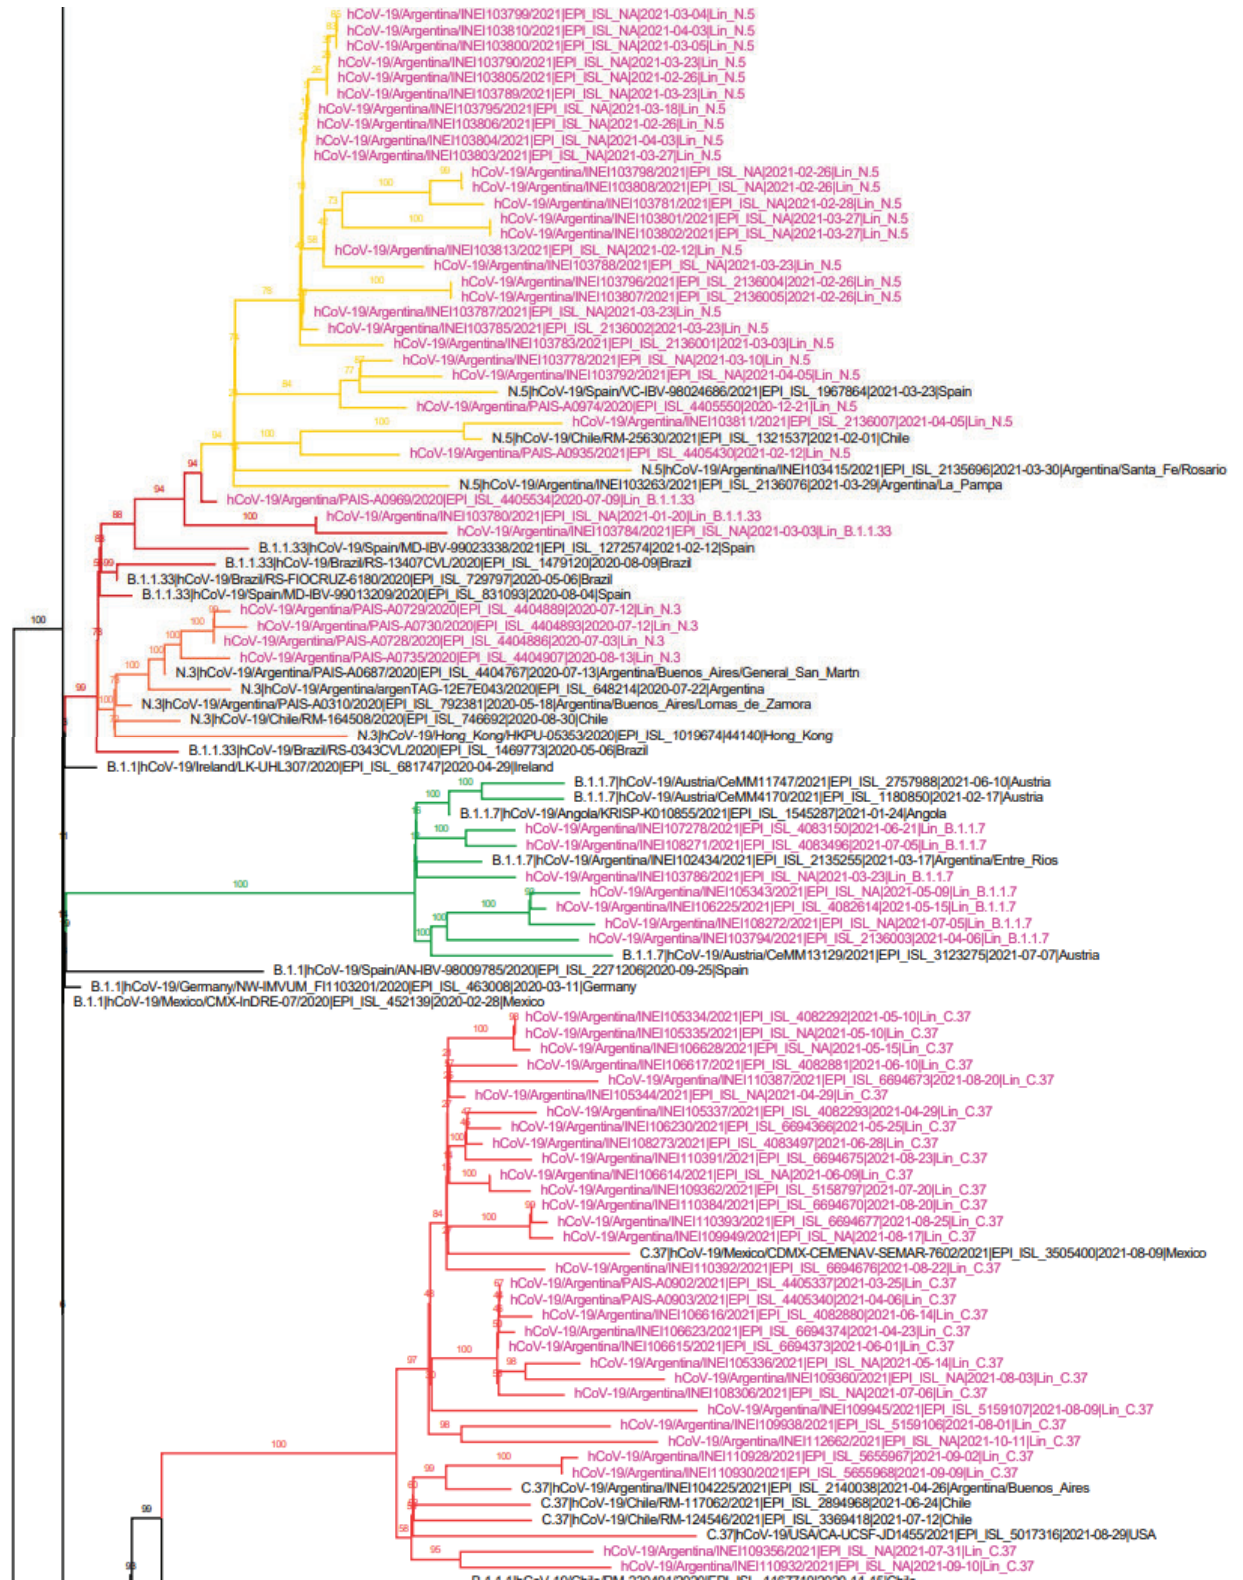 hCoV-19/Argentina/INEI103799/2021|EPI_ISL_NA|2021-03-04|Lin_N.5
hCoV-19/Argentina/INEI103810/2021|EPI_ISL_NA|2021-04-03|Lin_N.5
hCoV-19/Argentina/INEI103800/2021|EPI_ISL_NA|2021-03-05|Lin_N.5
hCoV-19/Argentina/INEI103790/2021|EPI_ISL_NA|2021-03-23|Lin_N.5
26
hCoV-19/Argentina/INEI103805/2021|EPI_ISL_NA|2021-02-26|Lin_N.5
hCoV-19/Argentina/INEI103789/2021|EPI_ISL_NA|2021-03-23|Lin_N.5
hCoV-19/Argentina/INEI103795/2021|EPI_ISL_NA|2021-03-18|Lin_N.5
hCoV-19/Argentina/INEI103806/2021|EPI_ISL_NA|2021-02-26|Lin_N.5
hCoV-19/Argentina/INEI103804/2021|EPI_ISL_NA|2021-04-03|Lin_N.5
hCoV-19/Argentina/INEI103803/2021|EPI_ISL_NA|2021-03-27|Lin_N.5
99 hCoV-19/Argentina/INEI103798/2021|EPI_ISL_NA|2021-02-26|Lin_N.5
100 hCoV-19/Argentina/INEI103808/2021|EPI_ISL_NA|2021-02-26|Lin_N.5
73 hCoV-19/Argentina/INEI103781/2021|EPI_ISL_NA|2021-02-28|Lin_N.5
100 hCoV-19/Argentina/INEI103801/2021|EPI_ISL_NA|2021-03-27|Lin_N.5
hCoV-19/Argentina/INEI103802/2021|EPI_ISL_NA|2021-03-27|Lin_N.5
58 hCoV-19/Argentina/INEI103813/2021|EPI_ISL_NA|2021-02-12|Lin_N.5
hCoV-19/Argentina/INEI103788/2021|EPI_ISL_NA|2021-03-23|Lin_N.5
100 hCoV-19/Argentina/INEI103796/2021|EPI_ISL_2136004|2021-02-26|Lin_N.5
78 hCoV-19/Argentina/INEI103807/2021|EPI_ISL_2136005|2021-02-26|Lin_N.5
hCoV-19/Argentina/INEI103787/2021|EPI_ISL_NA|2021-03-23|Lin_N.5
hCoV-19/Argentina/INEI103785/2021|EPI_ISL_2136002|2021-03-23|Lin_N.5
hCoV-19/Argentina/INEI103783/2021|EPI_ISL_2136001|2021-03-03|Lin_N.5
hCoV-19/Argentina/INEI103778/2021|EPI_ISL_NA|2021-03-10|Lin_N.5
77 hCoV-19/Argentina/INEI103792/2021|EPI_ISL_NA|2021-04-05|Lin_N.5
84 N.5|hCoV-19/Spain/VC-IBV-98024686/2021|EPI_ISL_1967864|2021-03-23|Spain
hCoV-19/Argentina/PAIS-A0974/2020|EPI_ISL_4405550|2020-12-21|Lin_N.5
100 hCoV-19/Argentina/INEI103811/2021|EPI_ISL_2136007|2021-04-05|Lin_N.5
94 100 N.5|hCoV-19/Chile/RM-25630/2021|EPI_ISL_1321537|2021-02-01|Chile
hCoV-19/Argentina/PAIS-A0935/2021|EPI_ISL_4405430|2021-02-12|Lin_N.5
94 N.5|hCoV-19/Argentina/INEI103415/2021|EPI_ISL_2135696|2021-03-30|Argentina/Santa_Fe/Rosario
N.5|hCoV-19/Argentina/INEI103263/2021|EPI_ISL_2136076|2021-03-29|Argentina/La_Pampa
94 hCoV-19/Argentina/PAIS-A0969/2020|EPI_ISL_4405534|2020-07-09|Lin_B.1.1.33
100 hCoV-19/Argentina/INEI103780/2021|EPI_ISL_NA|2021-01-20|Lin_B.1.1.33
88 hCoV-19/Argentina/INEI103784/2021|EPI_ISL_NA|2021-03-03|Lin_B.1.1.33
B.1.1.33|hCoV-19/Spain/MD-IBV-99023338/2021|EPI_ISL_1272574|2021-02-12|Spain
B.1.1.33|hCoV-19/Brazil/RS-13407CVL/2020|EPI_ISL_1479120|2020-08-09|Brazil
B.1.1.33|hCoV-19/Brazil/RS-FIOCRUZ-6180/2020|EPI_ISL_729797|2020-05-06|Brazil
B.1.1.33|hCoV-19/Spain/MD-IBV-99013209/2020|EPI_ISL_831093|2020-08-04|Spain
99 hCoV-19/Argentina/PAIS-A0729/2020|EPI_ISL_4404889|2020-07-12|Lin_N.3
100 hCoV-19/Argentina/PAIS-A0730/2020|EPI_ISL_4404893|2020-07-12|Lin_N.3
100 100 hCoV-19/Argentina/PAIS-A0728/2020|EPI_ISL_4404886|2020-07-03|Lin_N.3
100 hCoV-19/Argentina/PAIS-A0735/2020|EPI_ISL_4404907|2020-08-13|Lin_N.3
100 N.3|hCoV-19/Argentina/PAIS-A0687/2020|EPI_ISL_4404767|2020-07-13|Argentina/Buenos_Aires/General_San_Martn
99 N.3|hCoV-19/Argentina/argenTAG-12E7E043/2020|EPI_ISL_648214|2020-07-22|Argentina
100 N.3|hCoV-19/Argentina/PAIS-A0310/2020|EPI_ISL_792381|2020-05-18|Argentina/Buenos_Aires/Lomas_de_Zamora
N.3|hCoV-19/Chile/RM-164508/2020|EPI_ISL_746692|2020-08-30|Chile
N.3|hCoV-19/Hong_Kong/HKPU-05353/2020|EPI_ISL_1019674|44140|Hong_Kong
B.1.1.33|hCoV-19/Brazil/RS-0343CVL/2020|EPI_ISL_1469773|2020-05-06|Brazil
B.1.1|hCoV-19/Ireland/LK-UHL307/2020|EPI_ISL_681747|2020-04-29|Ireland
100 B.1.1.7|hCoV-19/Austria/CeMM11747/2021|EPI_ISL_2757988|2021-06-10|Austria
100 B.1.1.7|hCoV-19/Austria/CeMM4170/2021|EPI_ISL_1180850|2021-02-17|Austria
B.1.1.7|hCoV-19/Angola/KRISP-K010855/2021|EPI_ISL_1545287|2021-01-24|Angola
100 hCoV-19/Argentina/INEI107278/2021|EPI_ISL_4083150|2021-06-21|Lin_B.1.1.7
hCoV-19/Argentina/INEI108271/2021|EPI_ISL_4083496|2021-07-05|Lin_B.1.1.7
B.1.1.7|hCoV-19/Argentina/INEI102434/2021|EPI_ISL_2135255|2021-03-17|Argentina/Entre_Rios
100 hCoV-19/Argentina/INEI103786/2021|EPI_ISL_NA|2021-03-23|Lin_B.1.1.7
hCoV-19/Argentina/INEI105343/2021|EPI_ISL_NA|2021-05-09|Lin_B.1.1.7
100 hCoV-19/Argentina/INEI106225/2021|EPI_ISL_4082614|2021-05-15|Lin_B.1.1.7
100 hCoV-19/Argentina/INEI108272/2021|EPI_ISL_NA|2021-07-05|Lin_B.1.1.7
100 hCoV-19/Argentina/INEI103794/2021|EPI_ISL_2136003|2021-04-06|Lin_B.1.1.7
B.1.1.7|hCoV-19/Austria/CeMM13129/2021|EPI_ISL_3123275|2021-07-07|Austria
B.1.1|hCoV-19/Spain/AN-IBV-98009785/2020|EPI_ISL_2271206|2020-09-25|Spain
B.1.1|hCoV-19/Germany/NW-IMVUM_FI1103201/2020|EPI_ISL_463008|2020-03-11|Germany
B.1.1|hCoV-19/Mexico/CMX-InDRE-07/2020|EPI_ISL_452139|2020-02-28|Mexico
hCoV-19/Argentina/INEI105334/2021|EPI_ISL_4082292|2021-05-10|Lin_C.37
100 hCoV-19/Argentina/INEI105335/2021|EPI_ISL_NA|2021-05-10|Lin_C.37
hCoV-19/Argentina/INEI106628/2021|EPI_ISL_NA|2021-05-15|Lin_C.37
hCoV-19/Argentina/INEI106617/2021|EPI_ISL_4082881|2021-06-10|Lin_C.37
hCoV-19/Argentina/INEI110387/2021|EPI_ISL_6694673|2021-08-20|Lin_C.37
hCoV-19/Argentina/INEI105344/2021|EPI_ISL_NA|2021-04-29|Lin_C.37
hCoV-19/Argentina/INEI105337/2021|EPI_ISL_4082293|2021-04-29|Lin_C.37
hCoV-19/Argentina/INEI106230/2021|EPI_ISL_6694366|2021-05-25|Lin_C.37
100 hCoV-19/Argentina/INEI108273/2021|EPI_ISL_4083497|2021-06-28|Lin_C.37
hCoV-19/Argentina/INEI110391/2021|EPI_ISL_6694675|2021-08-23|Lin_C.37
100 hCoV-19/Argentina/INEI106614/2021|EPI_ISL_NA|2021-06-09|Lin_C.37
hCoV-19/Argentina/INEI109362/2021|EPI_ISL_5158797|2021-07-20|Lin_C.37
hCoV-19/Argentina/INEI110384/2021|EPI_ISL_6694670|2021-08-20|Lin_C.37
84 100 hCoV-19/Argentina/INEI110393/2021|EPI_ISL_6694677|2021-08-25|Lin_C.37
hCoV-19/Argentina/INEI109949/2021|EPI_ISL_NA|2021-08-17|Lin_C.37
C.37|hCoV-19/Mexico/CDMX-CEMENAV-SEMAR-7602/2021|EPI_ISL_3505400|2021-08-09|Mexico
hCoV-19/Argentina/INEI110392/2021|EPI_ISL_6694676|2021-08-22|Lin_C.37
hCoV-19/Argentina/PAIS-A0902/2021|EPI_ISL_4405337|2021-03-25|Lin_C.37
hCoV-19/Argentina/PAIS-A0903/2021|EPI_ISL_4405340|2021-04-06|Lin_C.37
hCoV-19/Argentina/INEI106616/2021|EPI_ISL_4082880|2021-06-14|Lin_C.37
hCoV-19/Argentina/INEI106623/2021|EPI_ISL_6694374|2021-04-23|Lin_C.37
100 hCoV-19/Argentina/INEI106615/2021|EPI_ISL_6694373|2021-06-01|Lin_C.37
97 98 hCoV-19/Argentina/INEI105336/2021|EPI_ISL_NA|2021-05-14|Lin_C.37
hCoV-19/Argentina/INEI109360/2021|EPI_ISL_NA|2021-08-03|Lin_C.37
hCoV-19/Argentina/INEI108306/2021|EPI_ISL_NA|2021-07-06|Lin_C.37
hCoV-19/Argentina/INEI109945/2021|EPI_ISL_5159107|2021-08-09|Lin_C.37
98 hCoV-19/Argentina/INEI109938/2021|EPI_ISL_5159106|2021-08-01|Lin_C.37
100 hCoV-19/Argentina/INEI112662/2021|EPI_ISL_NA|2021-10-11|Lin_C.37
100 hCoV-19/Argentina/INEI110928/2021|EPI_ISL_5655967|2021-09-02|Lin_C.37
99 hCoV-19/Argentina/INEI110930/2021|EPI_ISL_5655968|2021-09-09|Lin_C.37
C.37|hCoV-19/Argentina/INEI104225/2021|EPI_ISL_2140038|2021-04-26|Argentina/Buenos_Aires
99 C.37|hCoV-19/Chile/RM-117062/2021|EPI_ISL_2894968|2021-06-24|Chile
C.37|hCoV-19/Chile/RM-124546/2021|EPI_ISL_3369418|2021-07-12|Chile
58 C.37|hCoV-19/USA/CA-UCSF-JD1455/2021|EPI_ISL_5017316|2021-08-29|USA
95 hCoV-19/Argentina/INEI109356/2021|EPI_ISL_NA|2021-07-31|Lin_C.37
hCoV-19/Argentina/INEI110932/2021|EPI_ISL_NA|2021-09-10|Lin_C.37